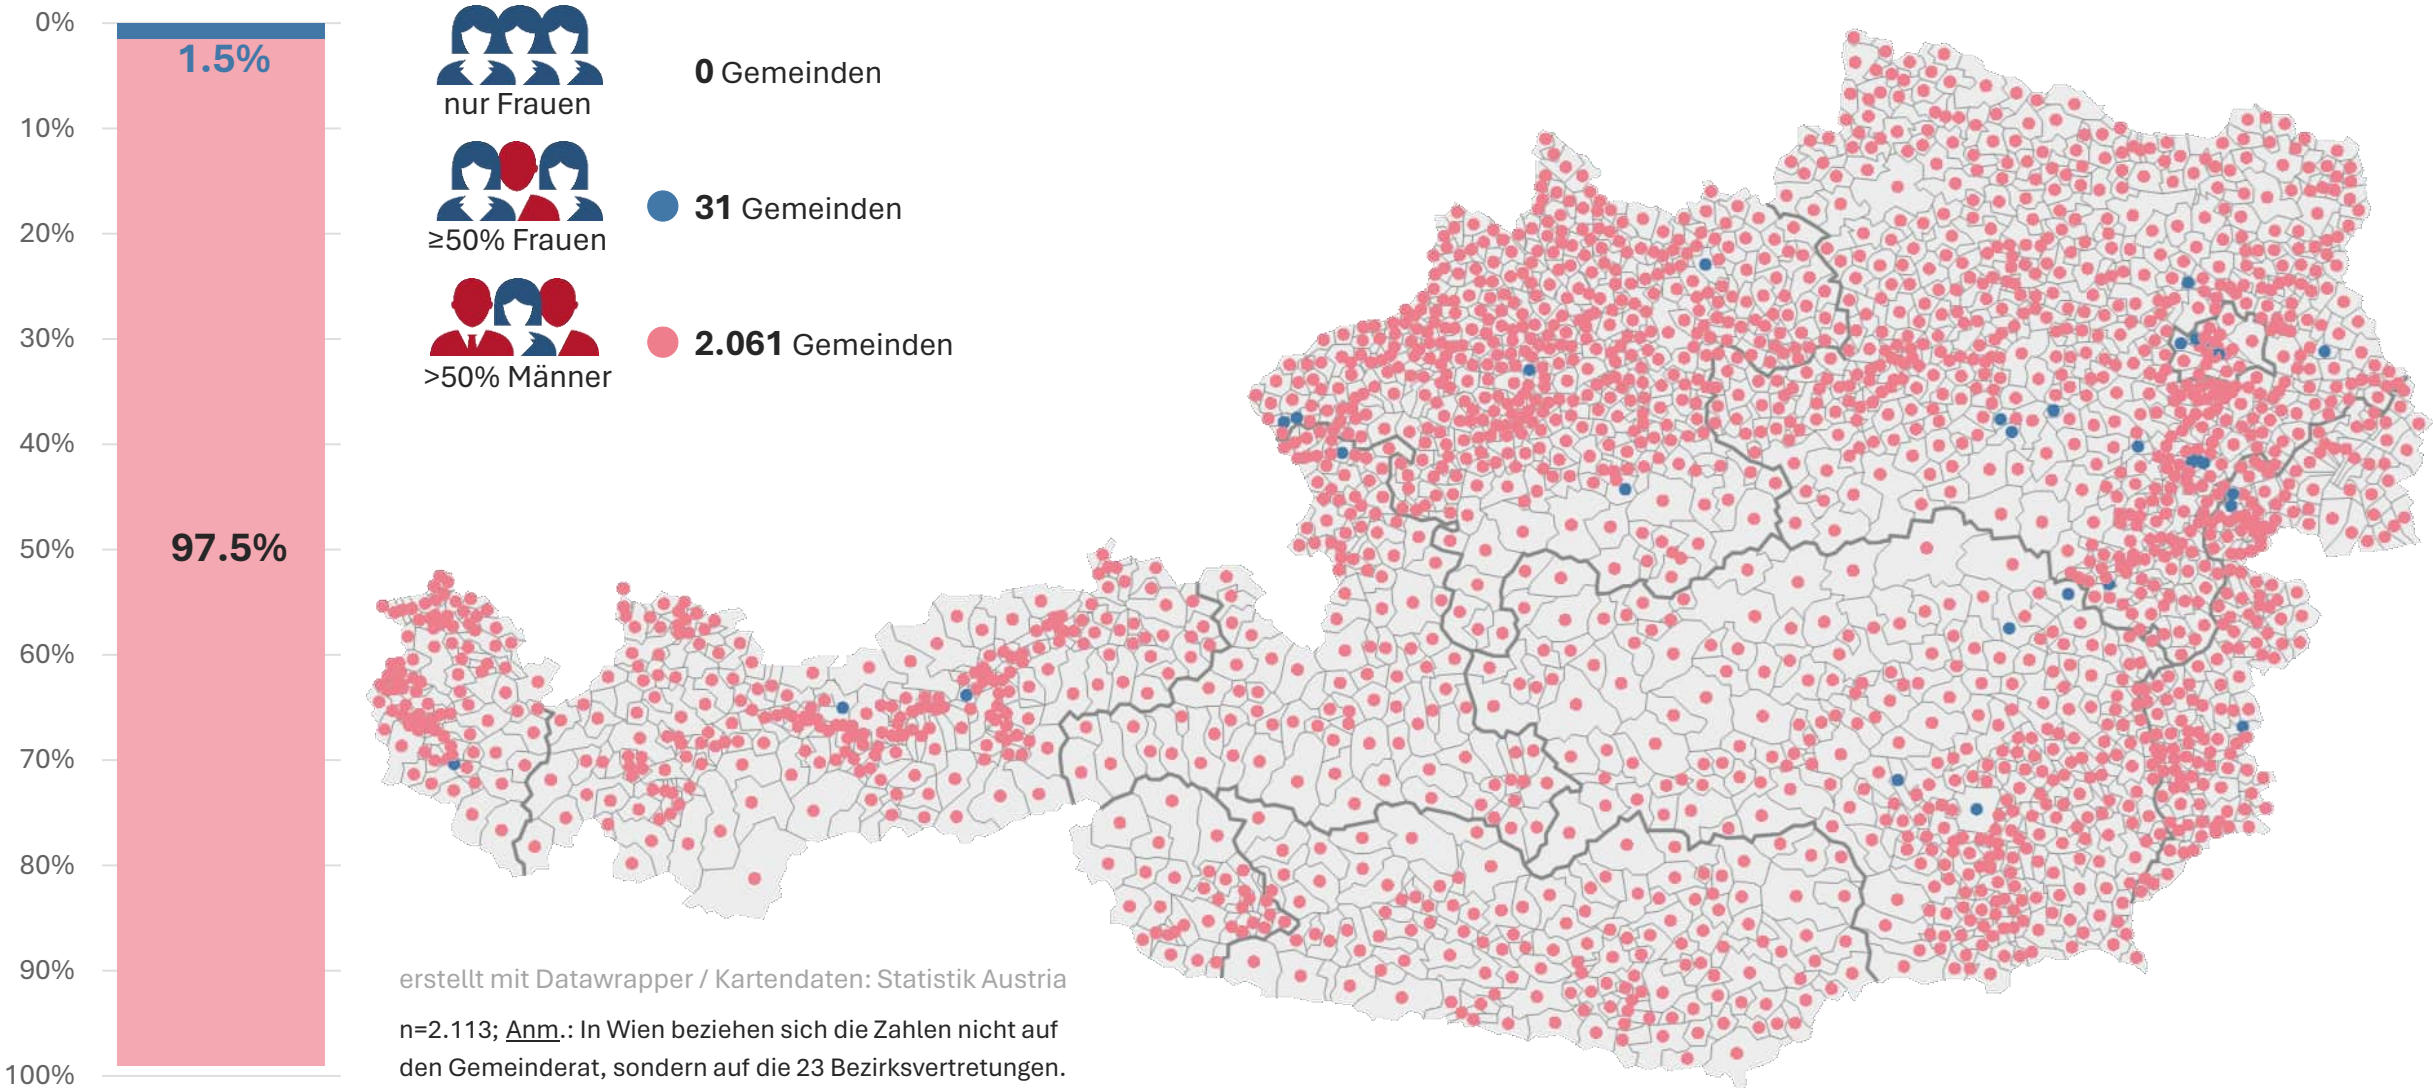 0%
10%
20%
30%
40%
50%
60%
70%
80%
90%
100%
1.5%
97.5%
nur Frauen
0 Gemeinden
≥50% Frauen
31 Gemeinden
>50% Männer
2.061 Gemeinden
erstellt mit Datawrapper / Kartendaten: Statistik Austria
n=2.113; Anm.: In Wien beziehen sich die Zahlen nicht auf
den Gemeinderat, sondern auf die 23 Bezirksvertretungen.